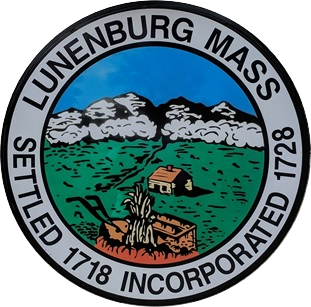 LUNENBURG MASS
SETTLED 1718 INCORPORATED 1728